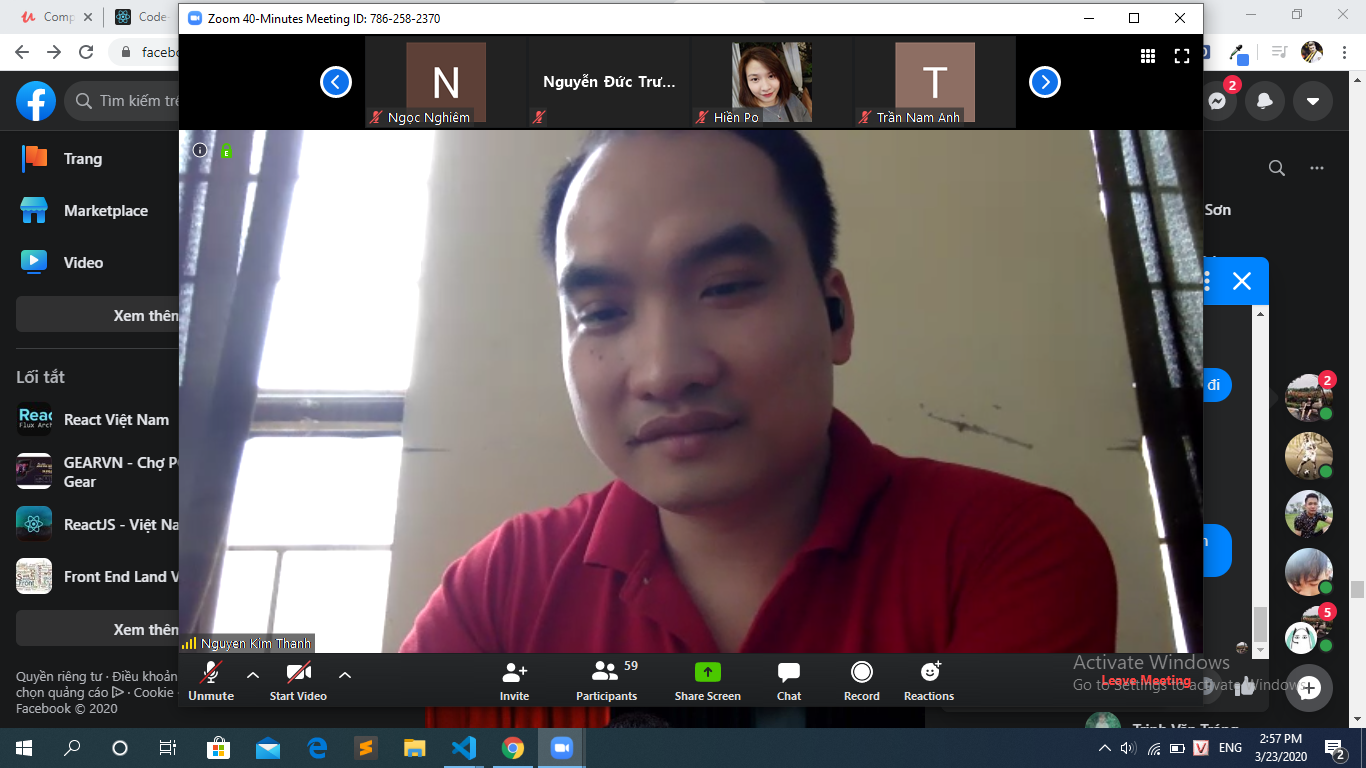 Comp
Code-
Zoom 40-Minutes Meeting ID: 786-258-2370
facebo
Tìm kiếm trê
N
Ngọc Nghiêm
Nguyễn Đức Trư...
Hiền Po
T
Trần Nam Anh
2
Trang
Marketplace
Video
Xem thêm
Lối tắt
React Việt Nam
GEARVN - Chợ P
Gear
ReactJS - Việt Na
Front End Land V
Xem thêm
Quyền riêng tư · Điều khoản
chọn quảng cáo · Cookie ·
Facebook © 2020
Sơn
đi
2
5
Nguyen Kim Thanh
Unmute
Start Video
Invite
Participants
59
Share Screen
Chat
Record
Reactions
Leave Meeting
Activate Windows
Go to Settings to activate Windows.
Trịnh Văn Tráng
ENG
2:57 PM
3/23/2020
2